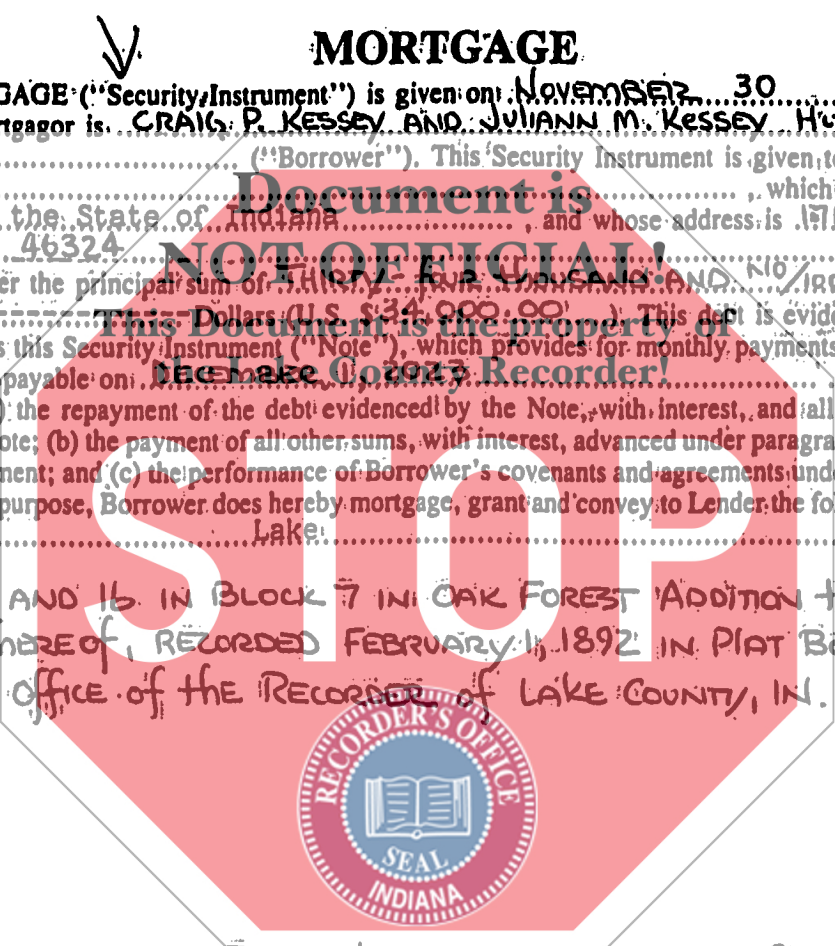 MORTGAGE
GAGE ("Security Instrument") is given on NOVEMBER 30
rtgagor is CRAIG P. KESSEY AND JULIANN M. KESSEY HU
("Borrower"). This Security Instrument is given to
Document is
, which
the State of Indiana , and whose address is 171
46324
NOT OFFICIAL!
er the principal sum of THIRTY FOUR THOUSAND AND NO/100
Dollars (U.S. $34,000.00 ). This debt is evide
This Document is the property of
s this Security Instrument ("Note"), which provides for monthly payments
payable on
the Lake County Recorder!
) the repayment of the debt evidenced by the Note, with interest, and all
ote; (b) the payment of all other sums, with interest, advanced under paragra
ment; and (c) the performance of Borrower's covenants and agreements und
purpose, Borrower does hereby mortgage, grant and convey to Lender the fo
Lake
STOP
AND 16 IN BLOCK 7 IN OAK FOREST ADDITION t
hereof, RECORDED FEBRUARY 1, 1892 IN PLAT Bo
OFFICE of the RECORDER of LAKE COUNTY, IN.
RECORDER'S OFFICE
SEAL
INDIANA